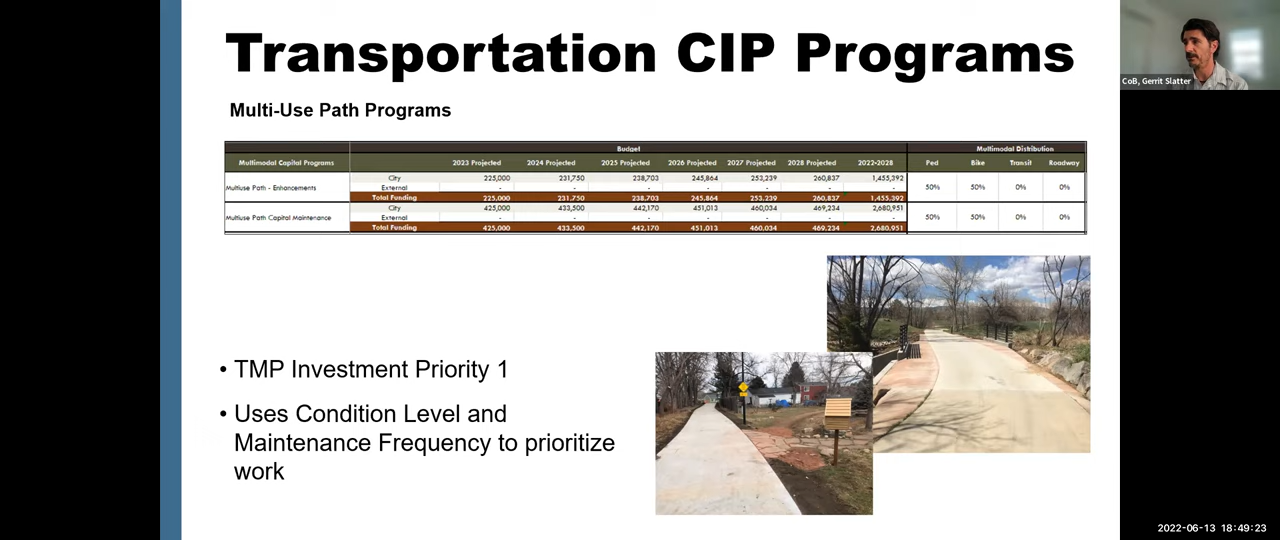 Transportation CIP Programs
Multi-Use Path Programs
Budget Multimodal Distribution
Multimodal Capital Programs 2023 Projected 2024 Projected 2025 Projected 2026 Projected 2027 Projected 2028 Projected 2022-2028 Ped Bike Transit Roadway
Multiuse Path - Enhancements 50% 50% 0% 0%
City 225,000 231,750 238,703 245,864 253,239 260,837 1,455,392
External - - - - - - -
Total Funding 225,000 231,750 238,703 245,864 253,239 260,837 1,455,392
Multiuse Path Capital Maintenance 50% 50% 0% 0%
City 425,000 433,500 442,170 451,013 460,034 469,234 2,680,951
External - - - - - - -
Total Funding 425,000 433,500 442,170 451,013 460,034 469,234 2,680,951
• TMP Investment Priority 1
• Uses Condition Level and
Maintenance Frequency to prioritize
work
CoB, Gerrit Slatter
2022-06-13 18:49:23